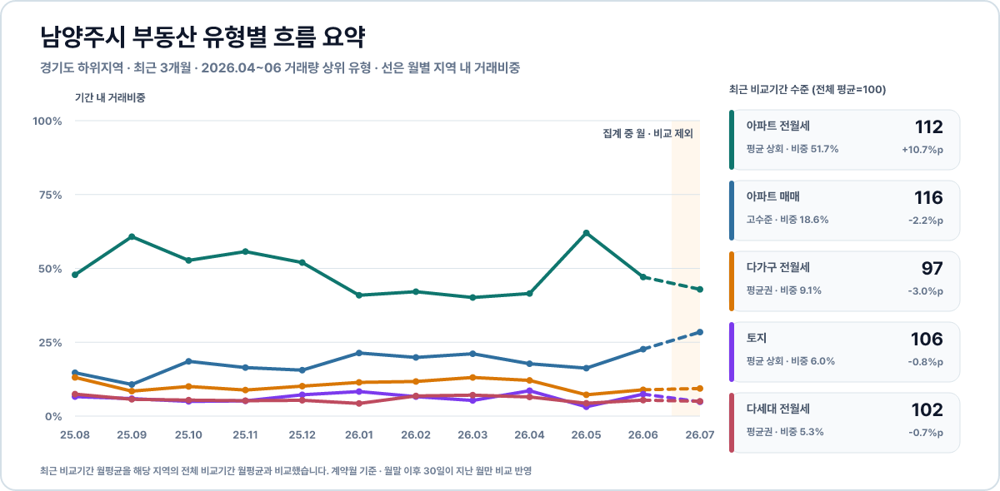 남양주시 부동산 유형별 흐름 요약
경기도 하위지역 · 최근 3개월 · 2026.04~06 거래량 상위 유형 · 선은 월별 지역 내 거래비중
기간 내 거래비중
100%
75%
50%
25%
0%
집계 중 월 · 비교 제외
25.08 25.09 25.10 25.11 25.12 26.01 26.02 26.03 26.04 26.05 26.06 26.07
최근 비교기간 수준 (전체 평균=100)
아파트 전월세 112
평균 상회 · 비중 51.7% +10.7%p
아파트 매매 116
고수준 · 비중 18.6% -2.2%p
다가구 전월세 97
평균권 · 비중 9.1% -3.0%p
토지 106
평균 상회 · 비중 6.0% -0.8%p
다세대 전월세 102
평균권 · 비중 5.3% -0.7%p
최근 비교기간 월평균을 해당 지역의 전체 비교기간 월평균과 비교했습니다. 계약월 기준 · 월말 이후 30일이 지난 월만 비교 반영